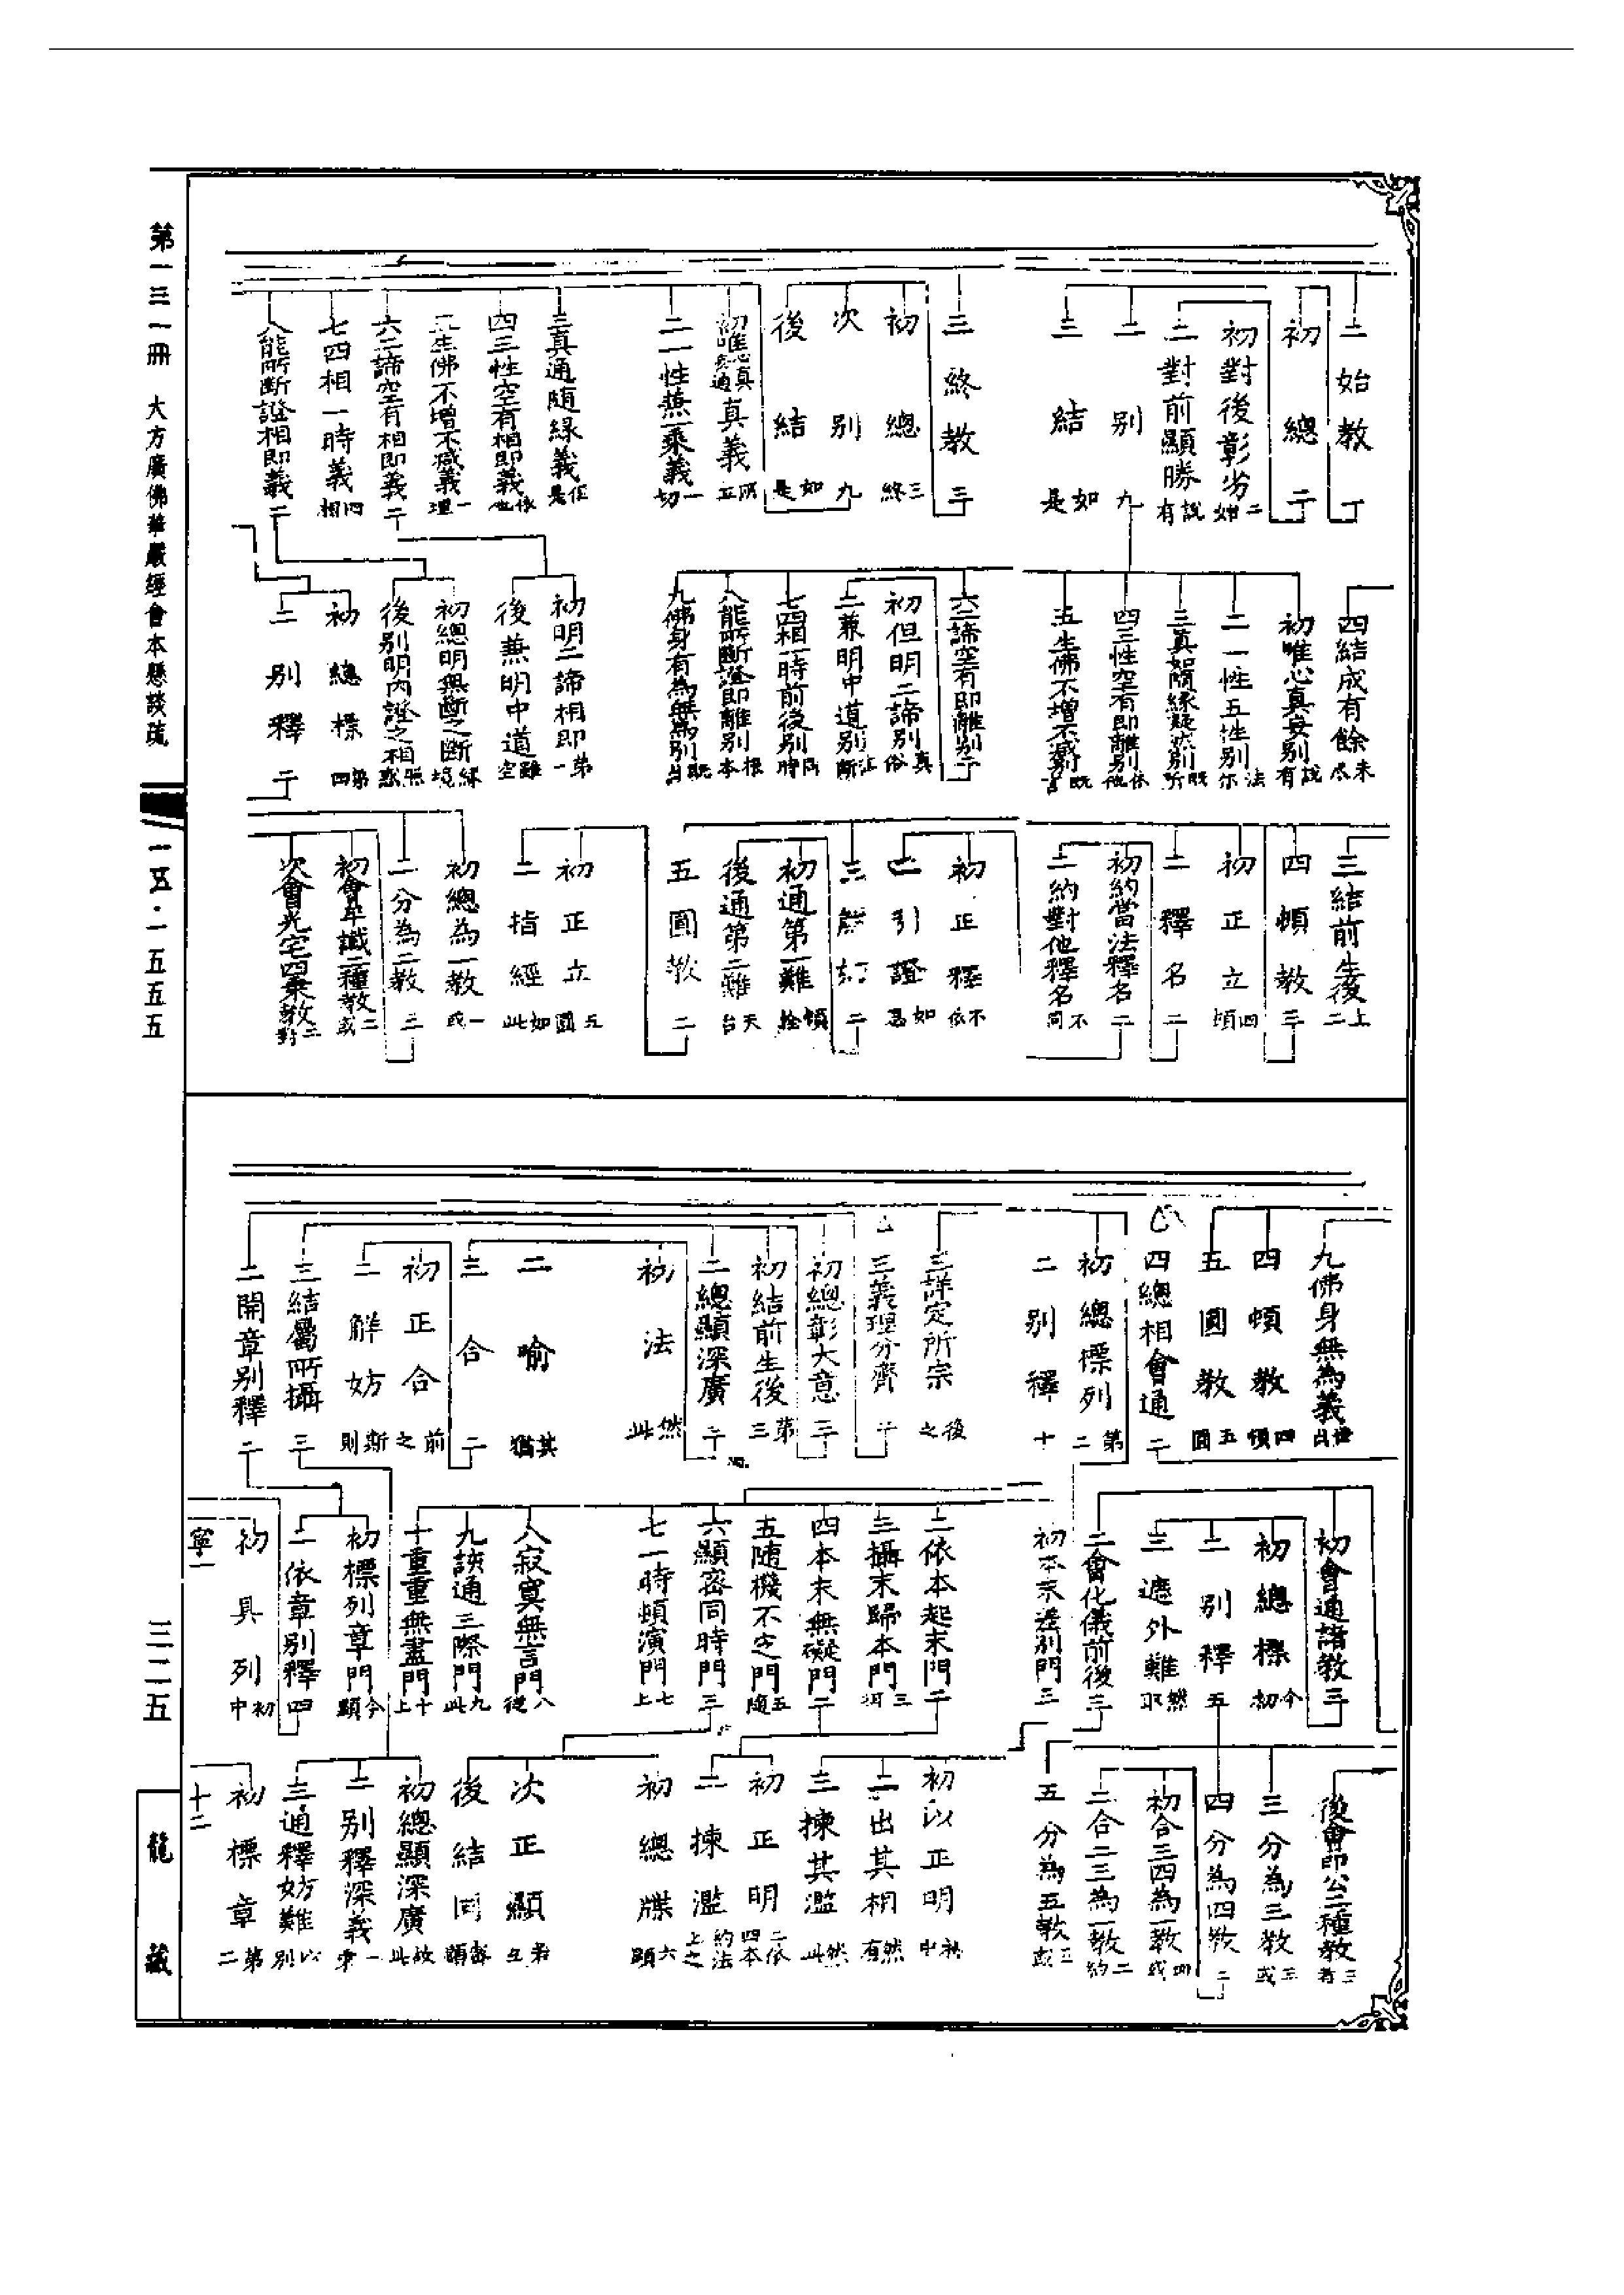 第一三一冊 大方廣佛華嚴經會本懸談疏
一五·一五五五
三二五
龍藏
二始教二
初總二
初對後彰劣二始
二對前顯勝說有
二別九
三結如是
三終教三
初總三終
次別九
後結如是
初唯心真妄通真義所立
二一性無二乘義一切
三真通隨緣義但是
四三性空有相即義依他
五生佛不增不減義一理
六二諦空有相即義二
七四相一時義四相
八能所斷證相即義二
四結成有餘未盡
初唯心真妄別說有
二一性五性別法尔
三真隨緣凝然別既所
四三性空有即離別依他
五生佛不增不減別既言
六二諦空有即離別二
初但明二諦別真俗
二兼明中道別法斷
七四相一時前後別同時
八能所斷證即離別根本
九佛身有為無為別既出
初明二諦相即第一
後兼明中道雖空
初總明無斷之斷緣境
後別明內證之相照惑
初總標第四
二別釋二
三結前生後上二
四頓教三
初正立四頓
二釋名二
初約當法釋名二
二約對他釋名不同
初正釋不依
二引證如思
三解妨二
初通第一難頓詮
後通第二難天台
五圓教二
初正立五圓
二指經如此
初總為一教一或
二分為二教三
初會半滿二種教二或
次會光宅四乘教三對
九佛身無為義世出
四頓教四頓
五圓教五圓
四總相會通二
初總標列第二
二別釋十
三詳定所宗後之
三義理分齊二
初總彰大意三
初結前生後第三
二總顯深廣二
初法然此
二喻其猶
三合二
初正合前之
二解妨斯則
三結屬所攝三
二開章別釋二
初會通諸教三
初總標今初
二別釋五
三遮外難然取
二會化儀前後三
初本末差別門三
二依本起末門二
三攝末歸本門三
四本末無礙門二
五隨機不定門五隨
六顯密同時門三
七一時頓演門七上
八寂寞無言門八從
九該通三際門九此
十重重無盡門十上
初標列章門今顯
二依章別釋四
初具列初中
寧一
後會印公二種教三者
三分為三教三或
四分為四教二
初合三四為一教四或
二合二三為一教二約
五分為五教五或
初以正明初中
二出其相然有
三揀其濫然此
初正明二依四本
二揀濫約法上之
初總牒六顯
次正顯若立
後結同
初總顯深廣故此
二別釋深義一乘
三通釋妨難以別
初標章第二
十二